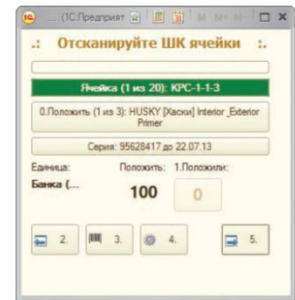 ... (1С:Предприят
M M+ M-
.: Отсканируйте ШК ячейки :.
Ячейка (1 из 20): КРС-1-1-3
0.Положить (1 из 3): HUSKY [Хаски] Interior_Exterior
Primer
Серия: 95628417 до 22.07.13
Единица: Положить: 1.Положили:
Банка (... 100 0
2. 3. 4. 5.